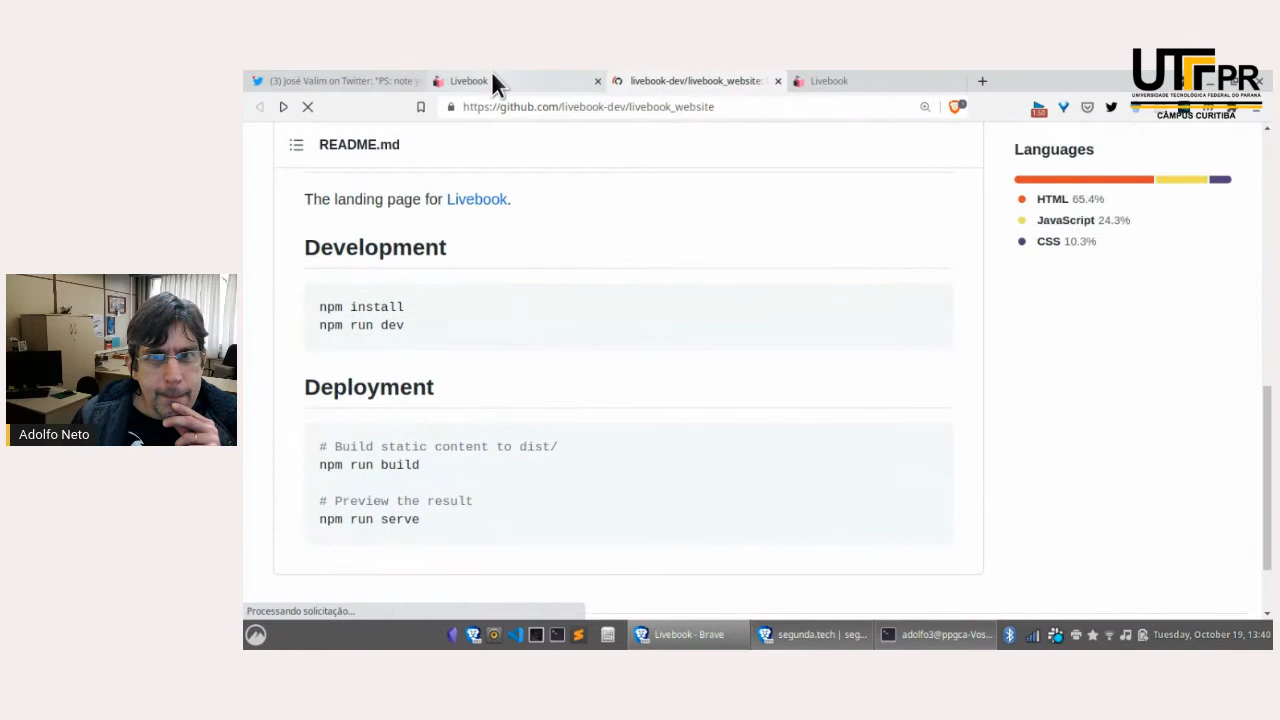 (3) José Valim on Twitter: "PS: note
Livebook
livebook-dev/livebook_website:
Livebook
https://github.com/livebook-dev/livebook_website
1.50
UTFPR
UNIVERSIDADE TECNOLÓGICA FEDERAL DO PARANÁ
CÂMPUS CURITIBA
README.md
The landing page for Livebook.
Development
npm install
npm run dev
Deployment
# Build static content to dist/
npm run build
# Preview the result
npm run serve
Languages
HTML 65.4%
JavaScript 24.3%
CSS 10.3%
Adolfo Neto
Processando solicitação...
Livebook - Brave
segunda.tech | seg...
adolfo3@ppgca-Vos...
Tuesday, October 19, 13:40